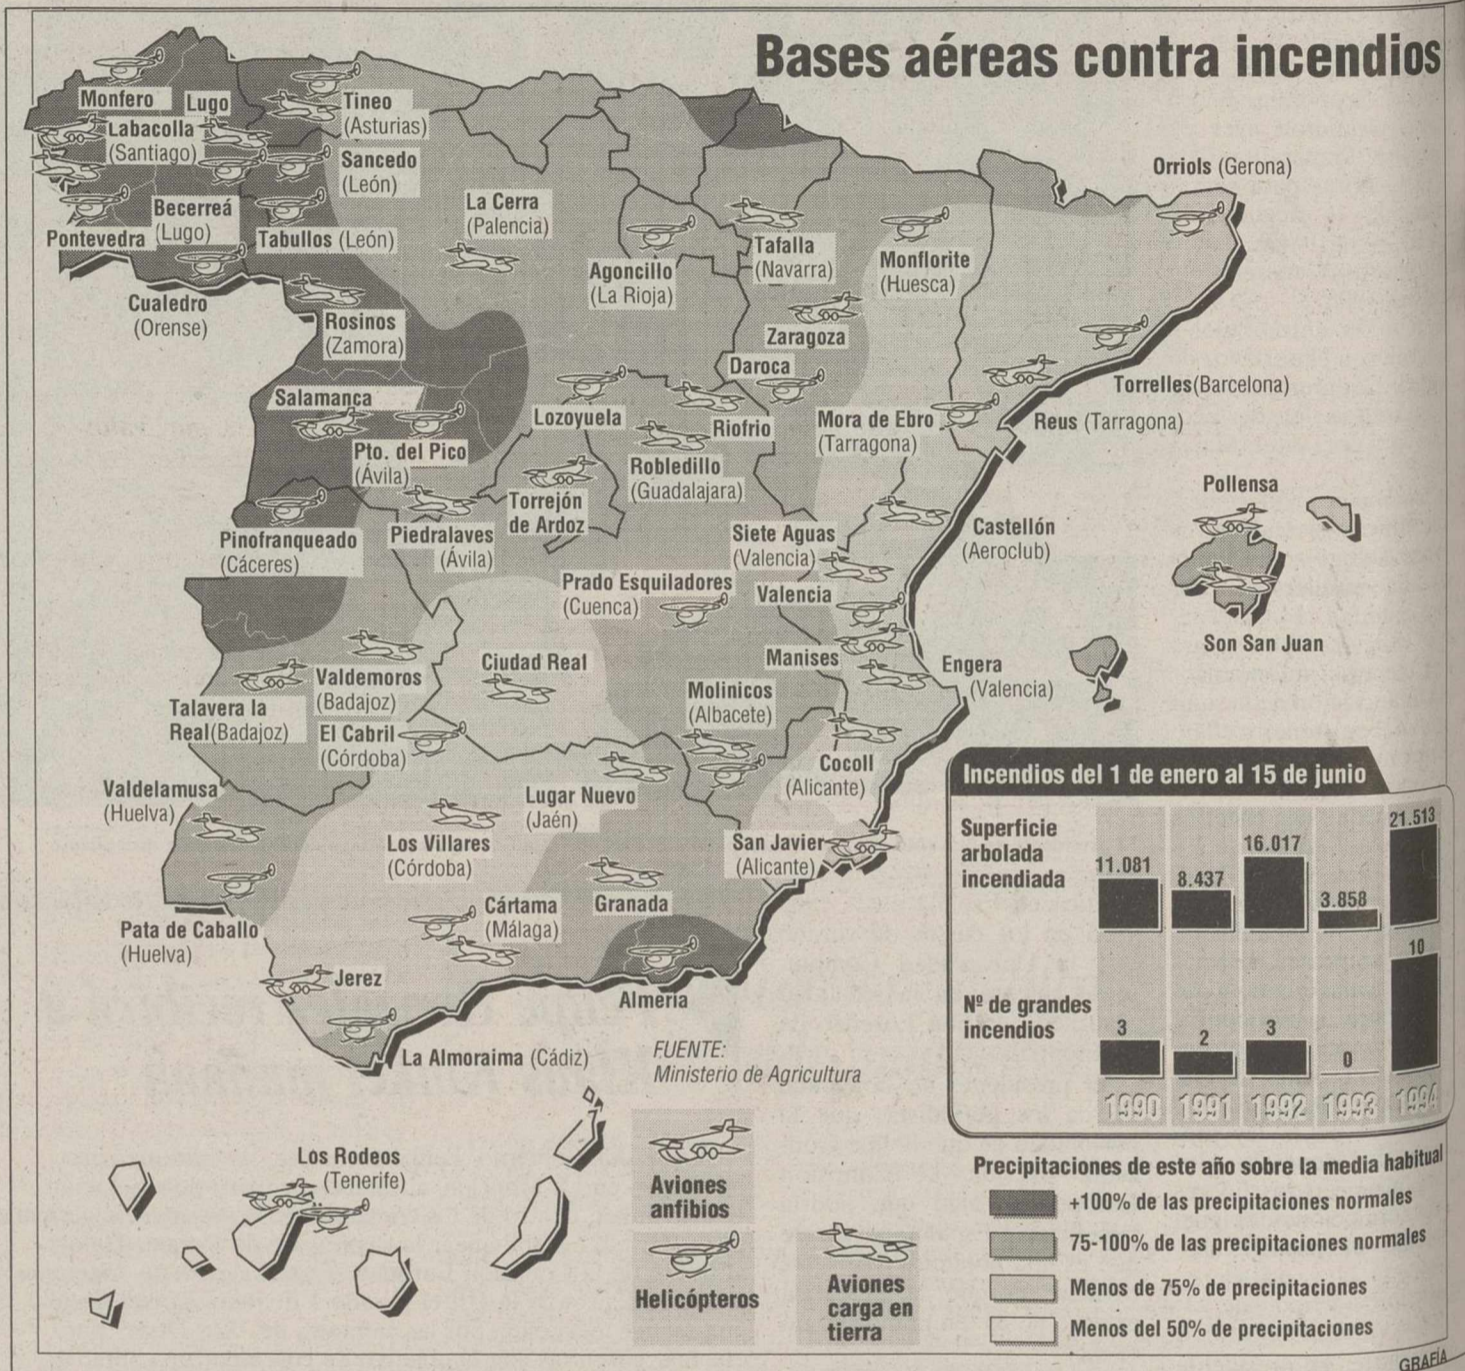 Bases aéreas contra incendios
Monfero
Lugo
Labacolla
(Santiago)
Tineo
(Asturias)
Sancedo
(León)
Becerreá
(Lugo)
Pontevedra
Tabullos (León)
Cualedro
(Orense)
La Cerra
(Palencia)
Agoncillo
(La Rioja)
Tafalla
(Navarra)
Monflorite
(Huesca)
Orriols (Gerona)
Rosinos
(Zamora)
Zaragoza
Daroca
Torrelles(Barcelona)
Reus (Tarragona)
Mora de Ebro
(Tarragona)
Salamanca
Pto. del Pico
(Ávila)
Lozoyuela
Riofrio
Robledillo
(Guadalajara)
Torrejón
de Ardoz
Piedralaves
(Ávila)
Pinofranqueado
(Cáceres)
Siete Aguas
(Valencia)
Castellón
(Aeroclub)
Pollensa
Son San Juan
Prado Esquiladores
(Cuenca)
Valencia
Manises
Engera
(Valencia)
Ciudad Real
Valdemoros
(Badajoz)
Talavera la
Real(Badajoz)
El Cabril
(Córdoba)
Molinicos
(Albacete)
Cocoll
(Alicante)
Valdelamusa
(Huelva)
Lugar Nuevo
(Jaén)
Los Villares
(Córdoba)
San Javier
(Alicante)
Granada
Cártama
(Málaga)
Pata de Caballo
(Huelva)
Jerez
Almería
La Almoraima (Cádiz)
FUENTE:
Ministerio de Agricultura
Los Rodeos
(Tenerife)
Aviones
anfibios
Helicópteros
Aviones
carga en
tierra
Incendios del 1 de enero al 15 de junio
Superficie
arbolada
incendiada
11.081
8.437
16.017
3.858
21.513
Nº de grandes
incendios
3
2
3
0
10
1990
1991
1992
1993
1994
Precipitaciones de este año sobre la media habitual
+100% de las precipitaciones normales
75-100% de las precipitaciones normales
Menos de 75% de precipitaciones
Menos del 50% de precipitaciones
GRAFÍA